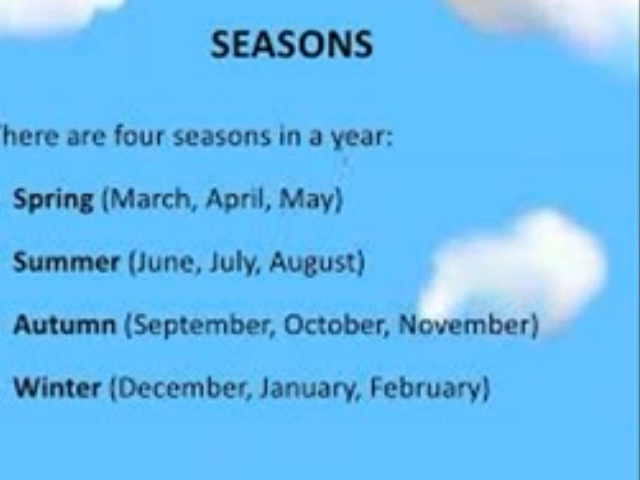 SEASONS
here are four seasons in a year:
Spring (March, April, May)
Summer (June, July, August)
Autumn (September, October, November)
Winter (December, January, February)